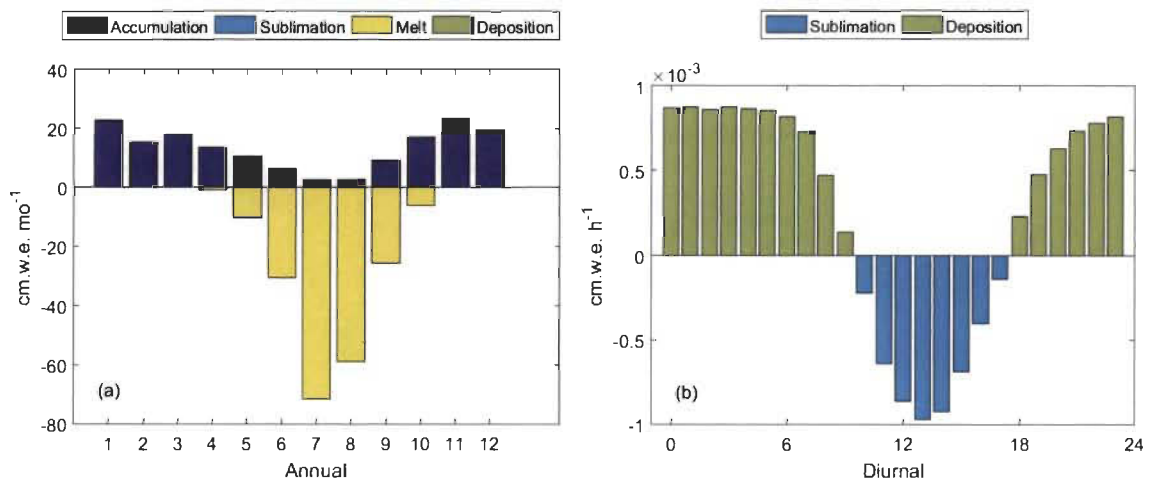 Accumulation Sublimation Melt Deposition
40
20
0
-20
-40
-60
-80
cm.w.e. mo-1
(a)
1 2 3 4 5 6 7 8 9 10 11 12
Annual
Sublimation Deposition
× 10-3
1
0.5
0
-0.5
-1
cm.w.e. h-1
(b)
0 6 12 18 24
Diurnal